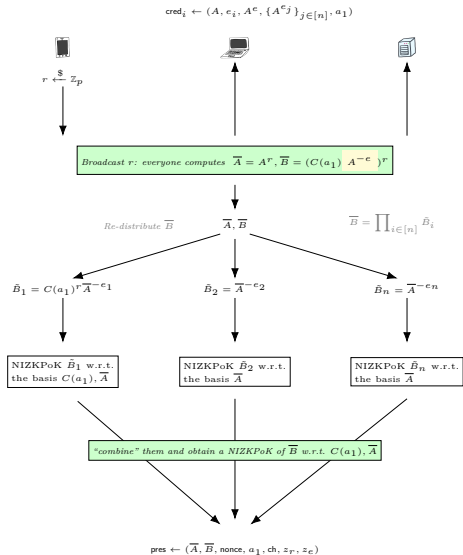 cred_i ← (A, e_i, A^e, {A^{e_j}}_{j∈[n]}, a_1)
r ←$ ℤ_p
Broadcast r: everyone computes A̅ = A^r, B̅ = (C(a_1) A^{-e})^r
Re-distribute B̅
A̅, B̅
B̅ = ∏_{i∈[n]} B̂_i
B̂_1 = C(a_1)^r A̅^{-e_1}
B̂_2 = A̅^{-e_2}
B̂_n = A̅^{-e_n}
NIZKPoK B̂_1 w.r.t.
the basis C(a_1), A̅
NIZKPoK B̂_2 w.r.t.
the basis A̅
NIZKPoK B̂_n w.r.t.
the basis A̅
"combine" them and obtain a NIZKPoK of B̅ w.r.t. C(a_1), A̅
pres ← (A̅, B̅, nonce, a_1, ch, z_r, z_e)